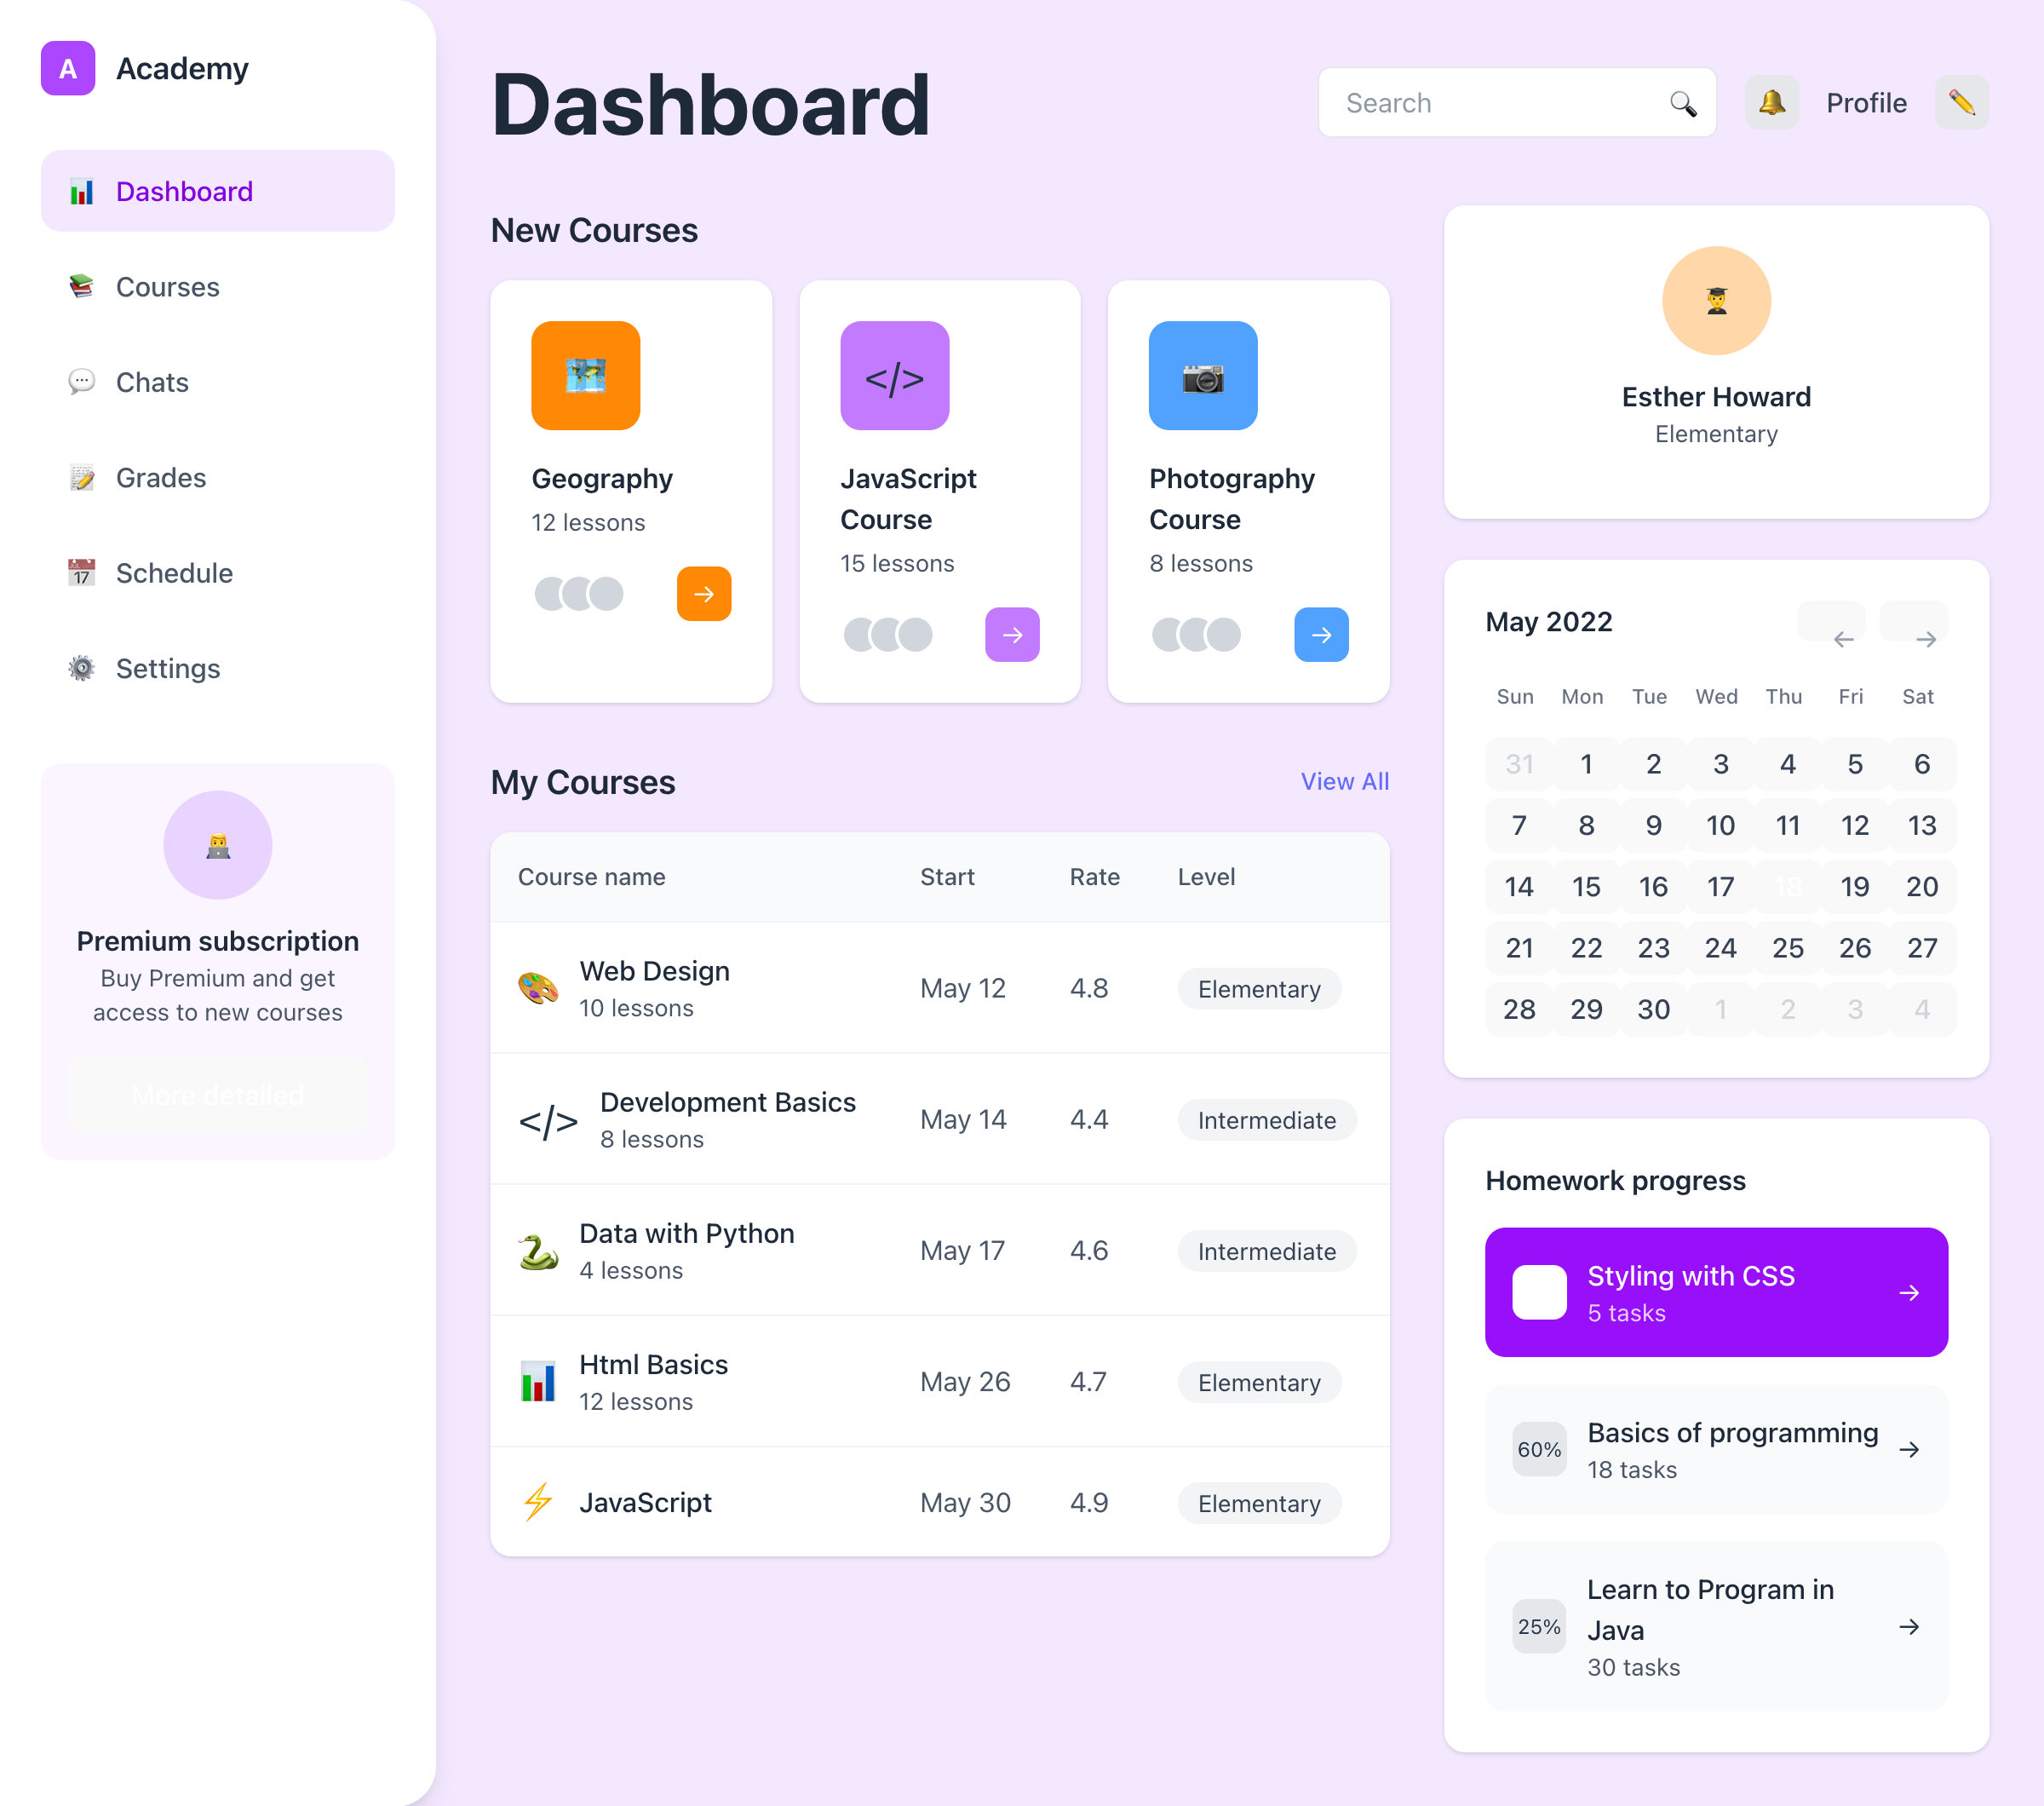 A Academy
Dashboard
Courses
Chats
Grades
17 Schedule
Settings
Premium subscription
Buy Premium and get
access to new courses
More detailed
Dashboard
Search
Profile
New Courses
Geography
12 lessons
→
</>
JavaScript
Course
15 lessons
→
Photography
Course
8 lessons
→
My Courses
View All
Course name Start Rate Level
Web Design
10 lessons
May 12 4.8 Elementary
</>
Development Basics
8 lessons
May 14 4.4 Intermediate
Data with Python
4 lessons
May 17 4.6 Intermediate
Html Basics
12 lessons
May 26 4.7 Elementary
JavaScript May 30 4.9 Elementary
Esther Howard
Elementary
May 2022 ← →
Sun Mon Tue Wed Thu Fri Sat
31 1 2 3 4 5 6
7 8 9 10 11 12 13
14 15 16 17 18 19 20
21 22 23 24 25 26 27
28 29 30 1 2 3 4
Homework progress
Styling with CSS
5 tasks
→
60%
Basics of programming
18 tasks
→
25%
Learn to Program in
Java
30 tasks
→